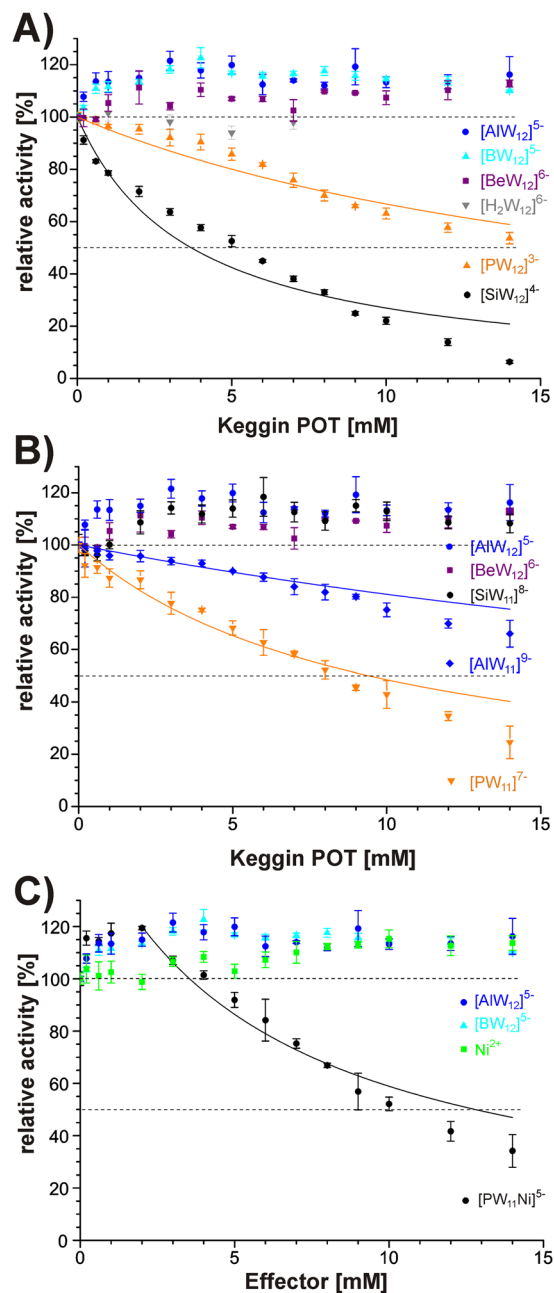 A)
relative activity [%]
120
100
80
60
40
20
0
[AlW₁₂]⁵⁻
[BW₁₂]⁵⁻
[BeW₁₂]⁶⁻
[H₂W₁₂]⁶⁻
[PW₁₂]³⁻
[SiW₁₂]⁴⁻
0 5 10 15
Keggin POT [mM]
B)
relative activity [%]
120
100
80
60
40
20
0
[AlW₁₂]⁵⁻
[BeW₁₂]⁶⁻
[SiW₁₁]⁸⁻
[AlW₁₁]⁹⁻
[PW₁₁]⁷⁻
0 5 10 15
Keggin POT [mM]
C)
relative activity [%]
120
100
80
60
40
20
0
[AlW₁₂]⁵⁻
[BW₁₂]⁵⁻
Ni²⁺
[PW₁₁Ni]⁵⁻
0 5 10 15
Effector [mM]